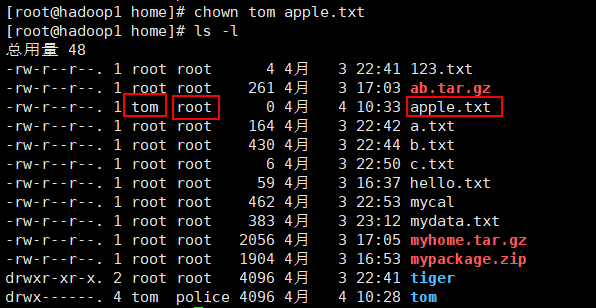 [root@hadoop1 home]# chown tom apple.txt
[root@hadoop1 home]# ls -l
总用量 48
-rw-r--r--. 1 root root 4 4月 3 22:41 123.txt
-rw-r--r--. 1 root root 261 4月 3 17:03 ab.tar.gz
-rw-r--r--. 1 tom root 0 4月 4 10:33 apple.txt
-rw-r--r--. 1 root root 164 4月 3 22:42 a.txt
-rw-r--r--. 1 root root 430 4月 3 22:44 b.txt
-rw-r--r--. 1 root root 6 4月 3 22:50 c.txt
-rw-r--r--. 1 root root 59 4月 3 16:37 hello.txt
-rw-r--r--. 1 root root 462 4月 3 22:53 mycal
-rw-r--r--. 1 root root 383 4月 3 23:12 mydata.txt
-rw-r--r--. 1 root root 2056 4月 3 17:05 myhome.tar.gz
-rw-r--r--. 1 root root 1904 4月 3 16:53 mypackage.zip
drwxr-xr-x. 2 root root 4096 4月 3 22:41 tiger
drwx------. 4 tom police 4096 4月 4 10:28 tom